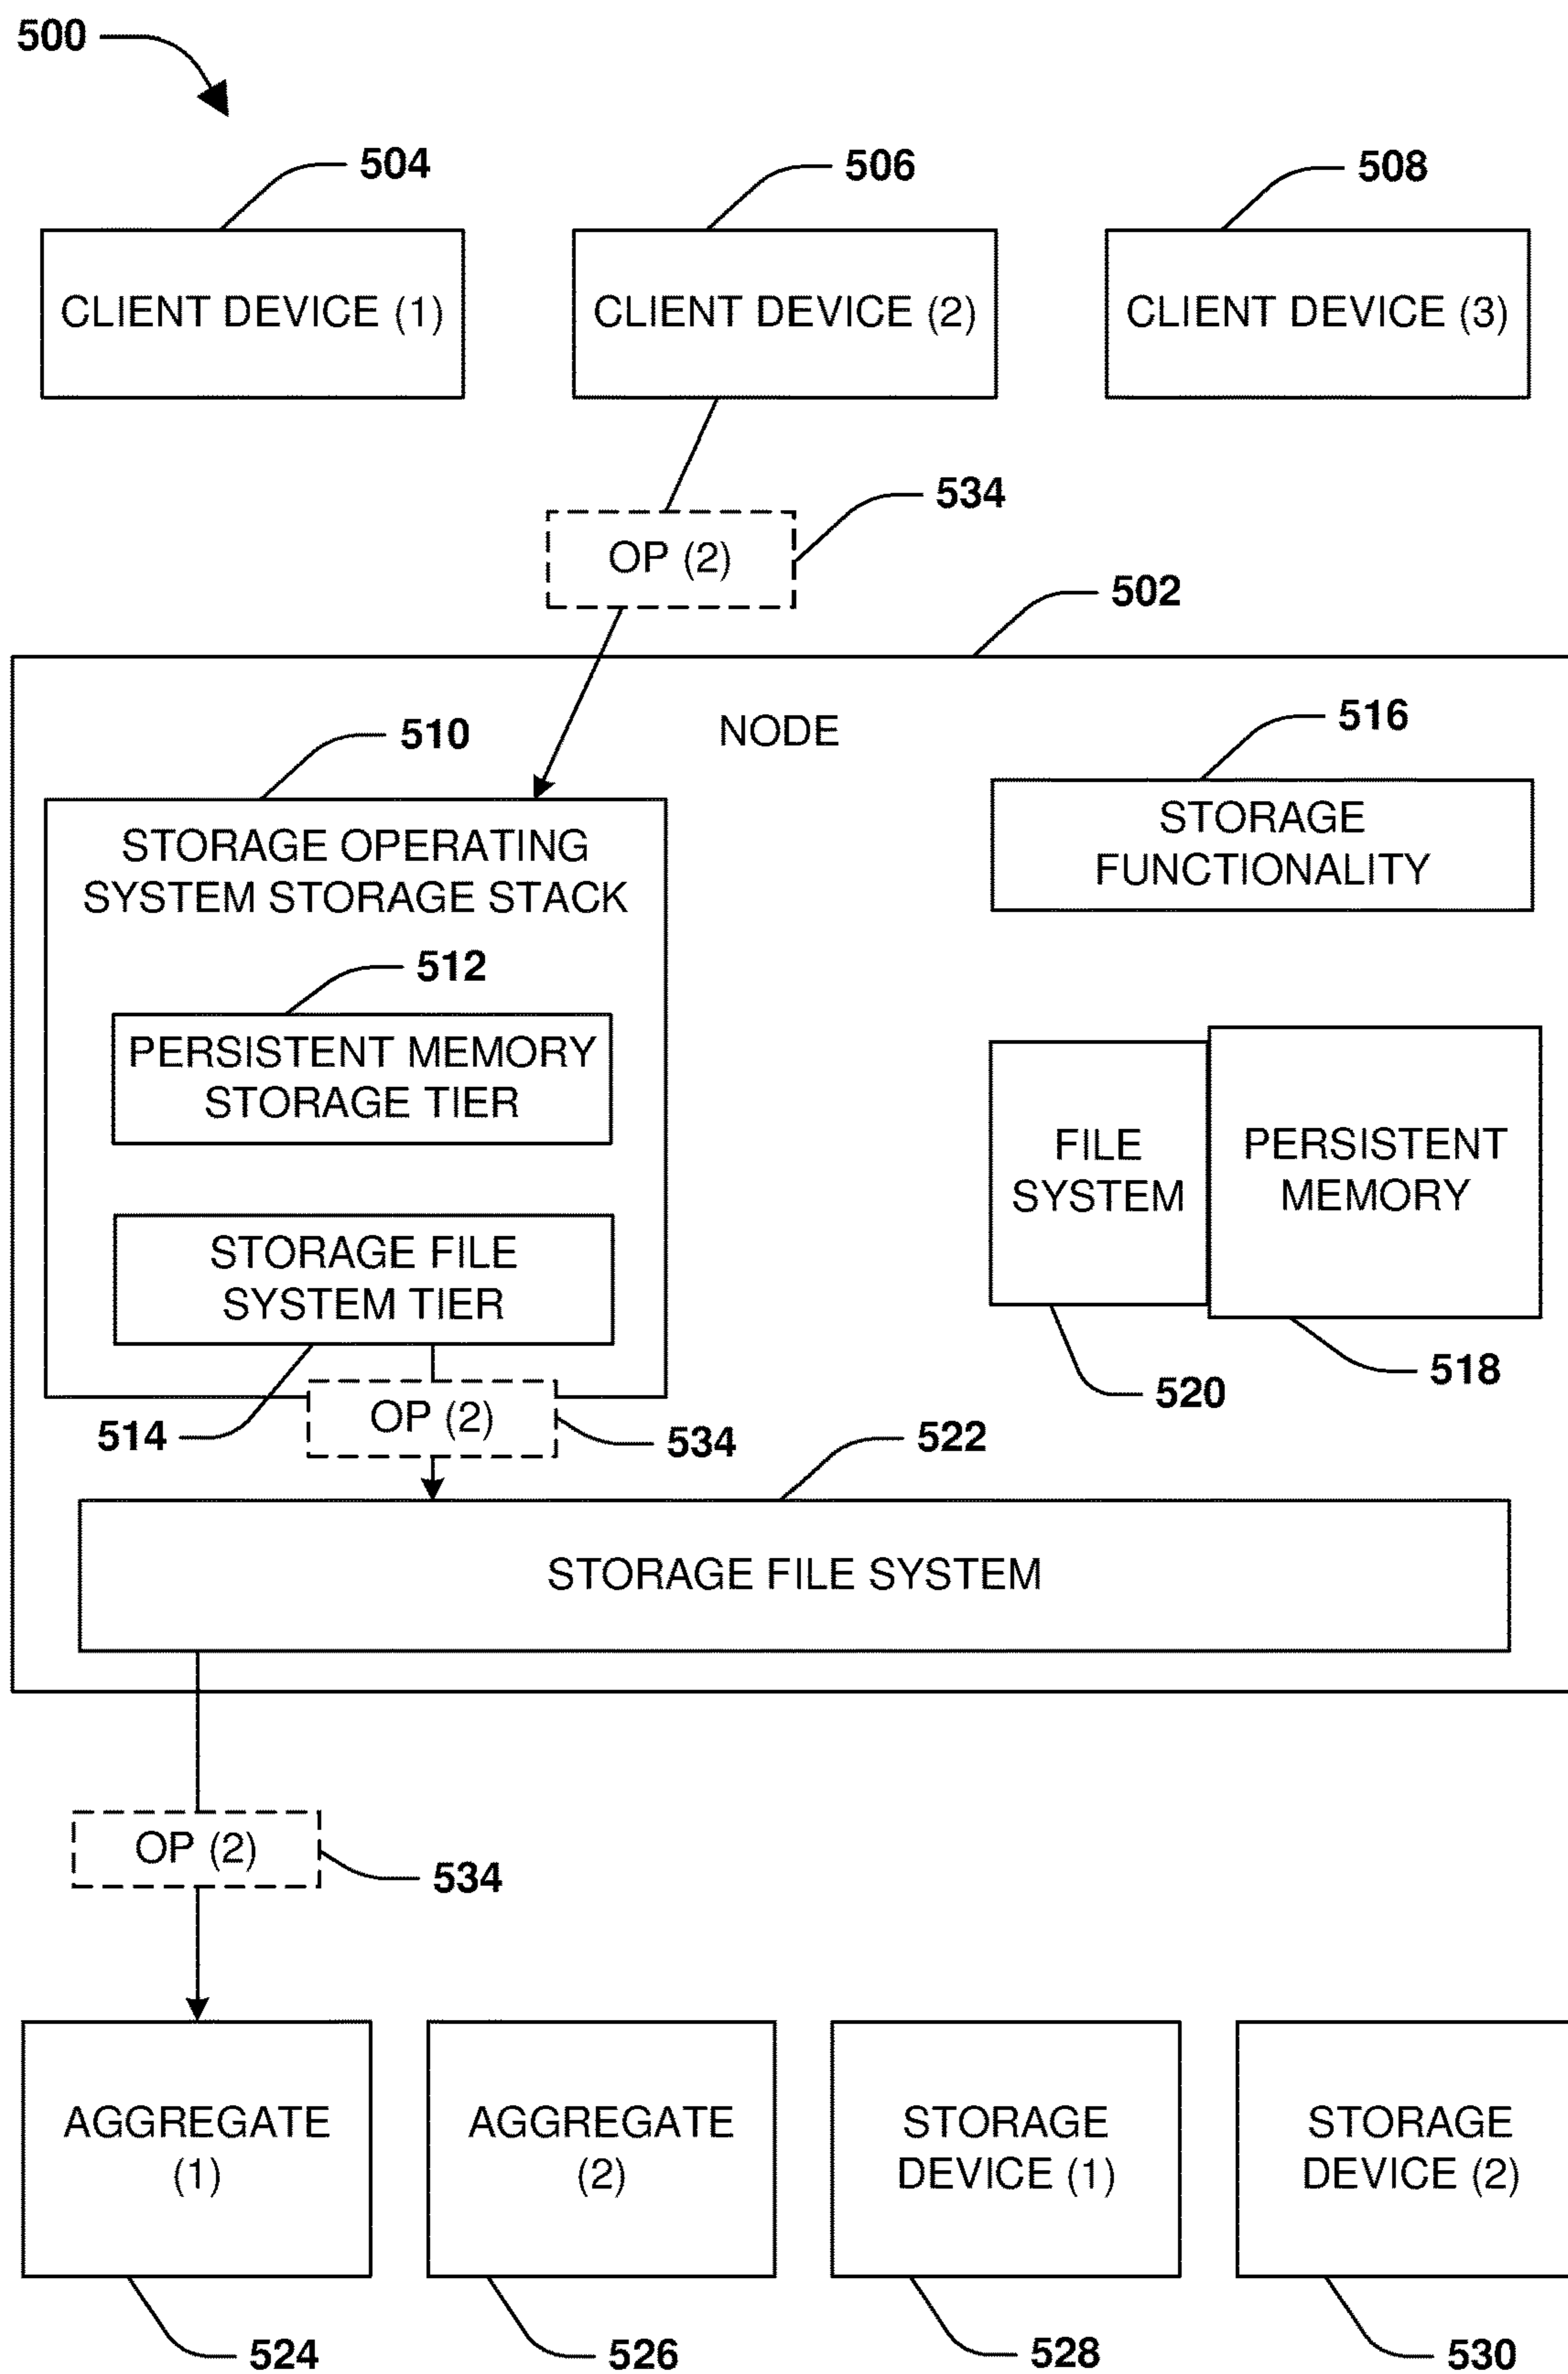 500
504
506
508
CLIENT DEVICE (1)
CLIENT DEVICE (2)
CLIENT DEVICE (3)
534
OP (2)
502
NODE
510
516
STORAGE OPERATING
SYSTEM STORAGE STACK
STORAGE
FUNCTIONALITY
512
PERSISTENT MEMORY
STORAGE TIER
FILE
SYSTEM
PERSISTENT
MEMORY
STORAGE FILE
SYSTEM TIER
518
520
514
OP (2)
534
522
STORAGE FILE SYSTEM
OP (2)
534
AGGREGATE
(1)
AGGREGATE
(2)
STORAGE
DEVICE (1)
STORAGE
DEVICE (2)
524
526
528
530